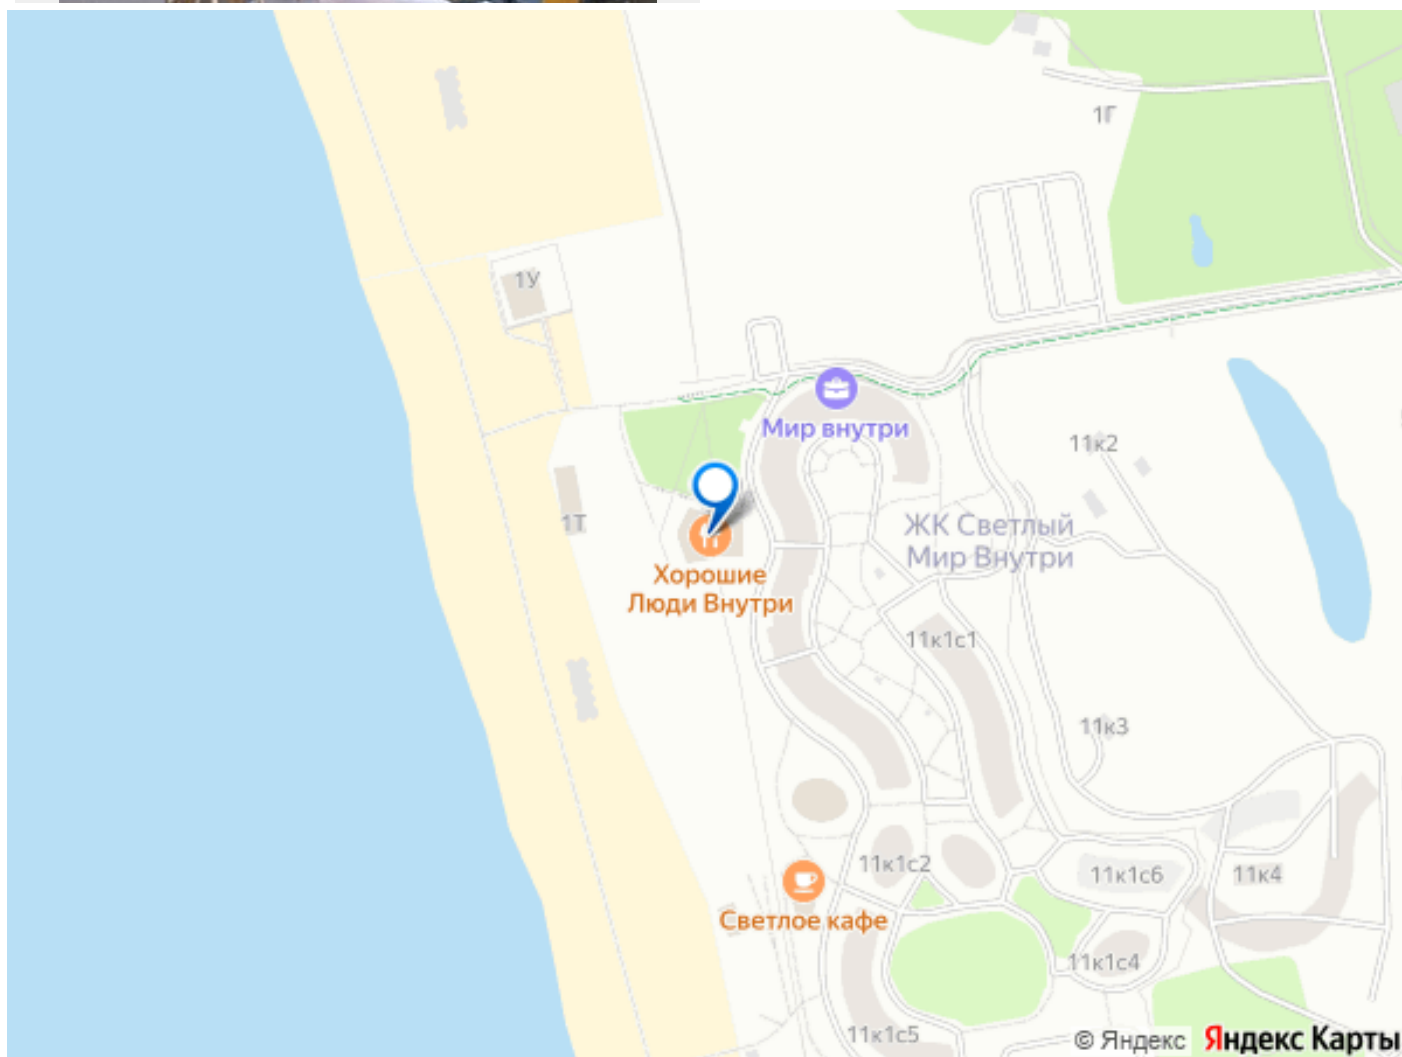 1Г
1У
Мир внутри
11к2
ЖК Светлый
Мир Внутри
1Т
Хорошие
Люди Внутри
11к1с1
11к3
11к1с2
11к1с6
11к4
Светлое кафе
11к1с4
11к1с5
© Яндекс Яндекс Карты